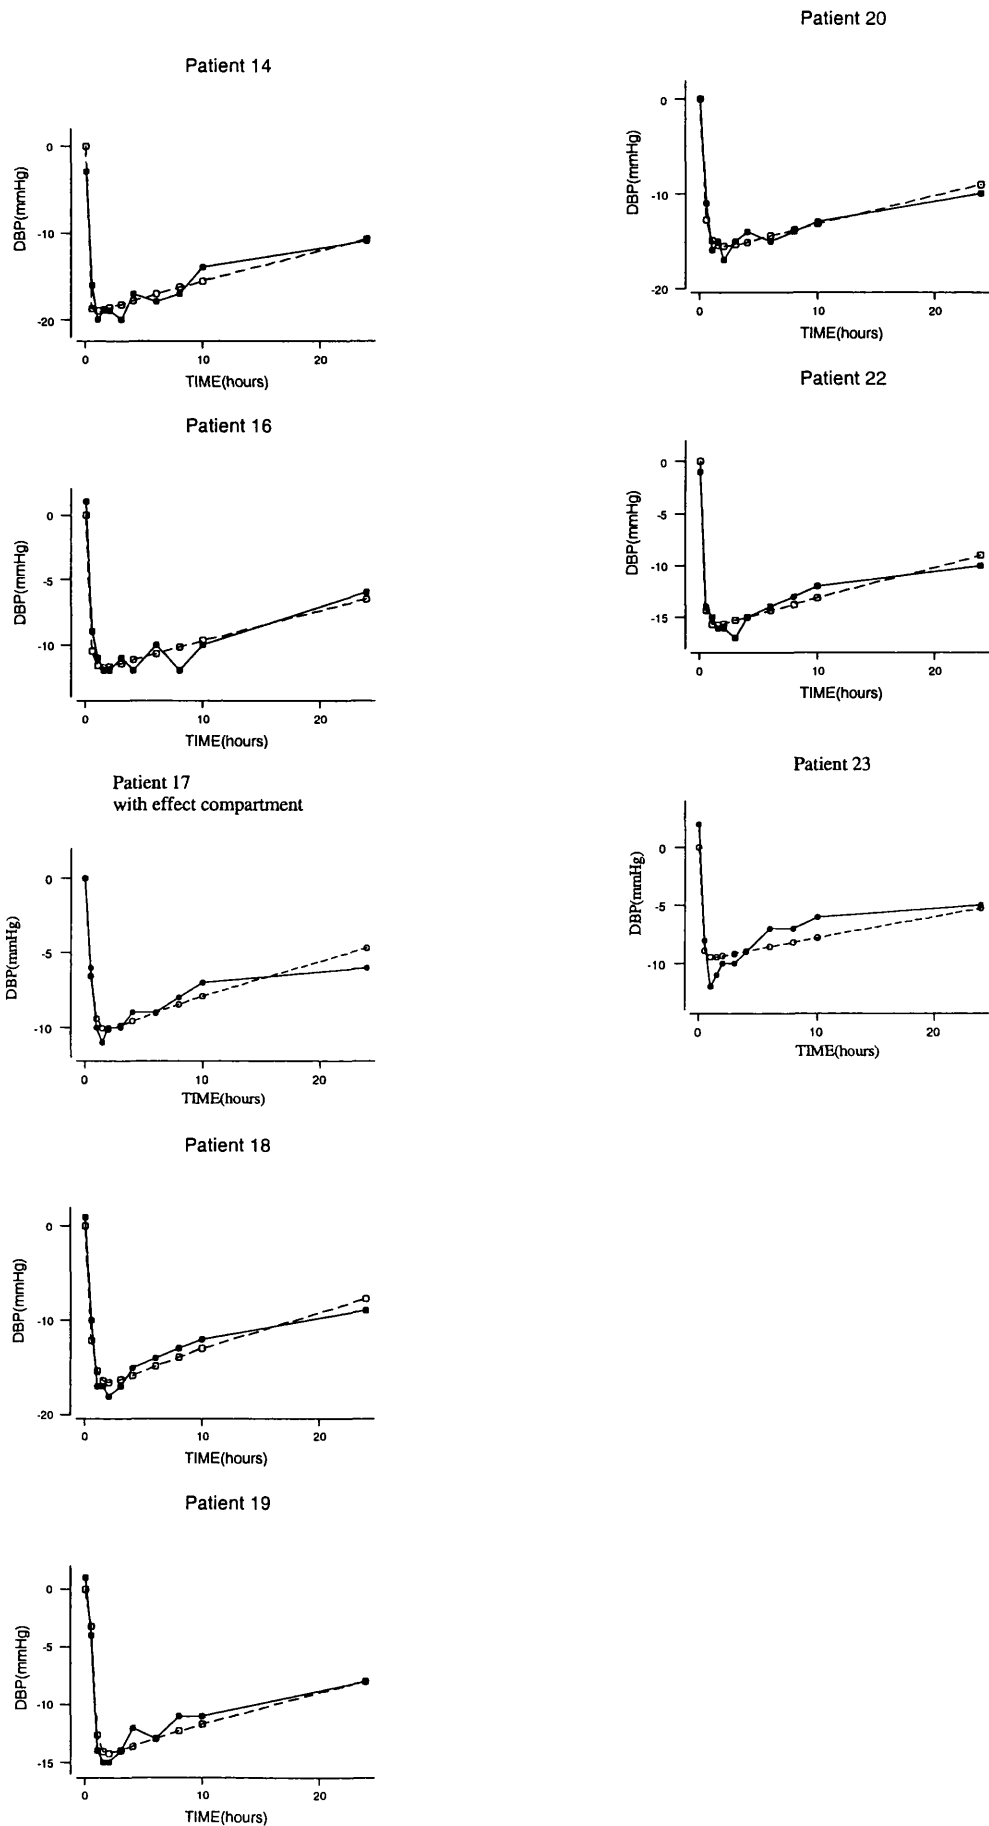 Patient 14
0
-10
-20
DBP(mmHg)
0 10 20
TIME(hours)
Patient 16
0
-5
-10
DBP(mmHg)
0 10 20
TIME(hours)
Patient 17
with effect compartment
0
-5
-10
DBP(mmHg)
0 10 20
TIME(hours)
Patient 18
0
-10
-20
DBP(mmHg)
0 10 20
TIME(hours)
Patient 19
0
-5
-10
-15
DBP(mmHg)
0 10 20
TIME(hours)
Patient 20
0
-10
-20
DBP(mmHg)
0 10 20
TIME(hours)
Patient 22
0
-5
-10
-15
DBP(mmHg)
0 10 20
TIME(hours)
Patient 23
0
-5
-10
DBP(mmHg)
0 10 20
TIME(hours)